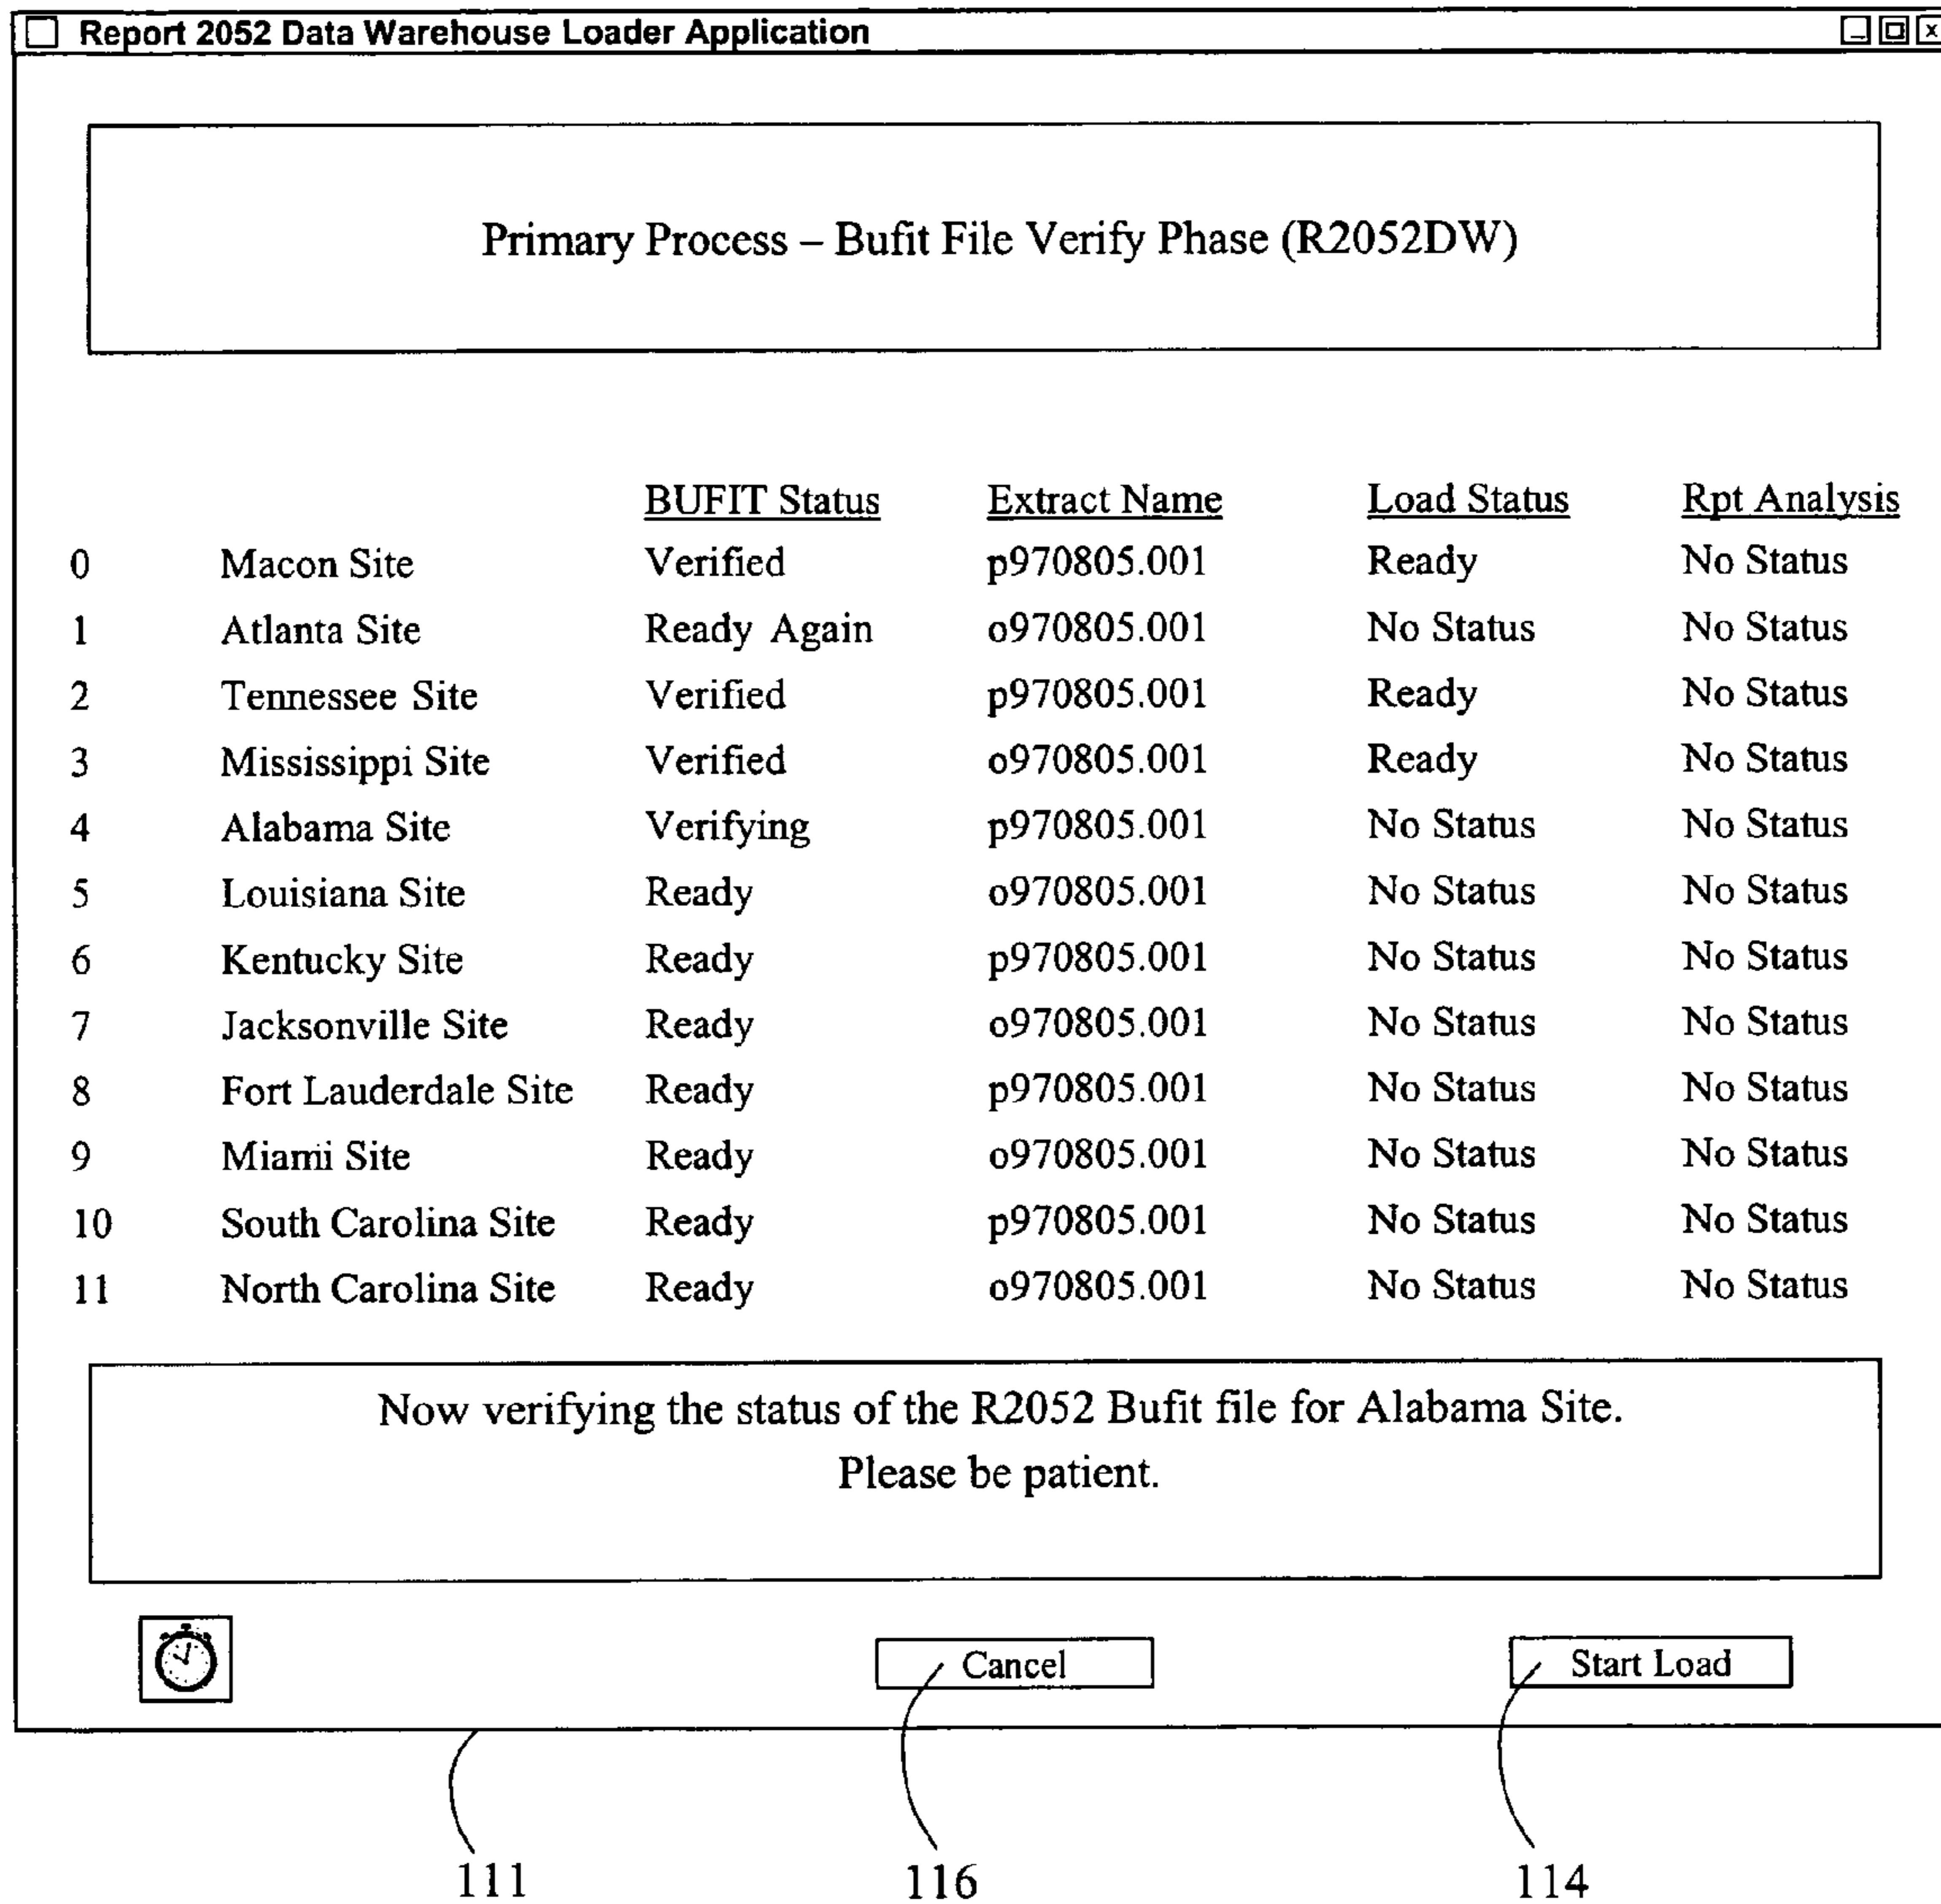 Report 2052 Data Warehouse Loader Application
Primary Process – Bufit File Verify Phase (R2052DW)
BUFIT Status Extract Name Load Status Rpt Analysis
0 Macon Site Verified p970805.001 Ready No Status
1 Atlanta Site Ready Again o970805.001 No Status No Status
2 Tennessee Site Verified p970805.001 Ready No Status
3 Mississippi Site Verified o970805.001 Ready No Status
4 Alabama Site Verifying p970805.001 No Status No Status
5 Louisiana Site Ready o970805.001 No Status No Status
6 Kentucky Site Ready p970805.001 No Status No Status
7 Jacksonville Site Ready o970805.001 No Status No Status
8 Fort Lauderdale Site Ready p970805.001 No Status No Status
9 Miami Site Ready o970805.001 No Status No Status
10 South Carolina Site Ready p970805.001 No Status No Status
11 North Carolina Site Ready o970805.001 No Status No Status
Now verifying the status of the R2052 Bufit file for Alabama Site.
Please be patient.
Cancel Start Load
111 116 114